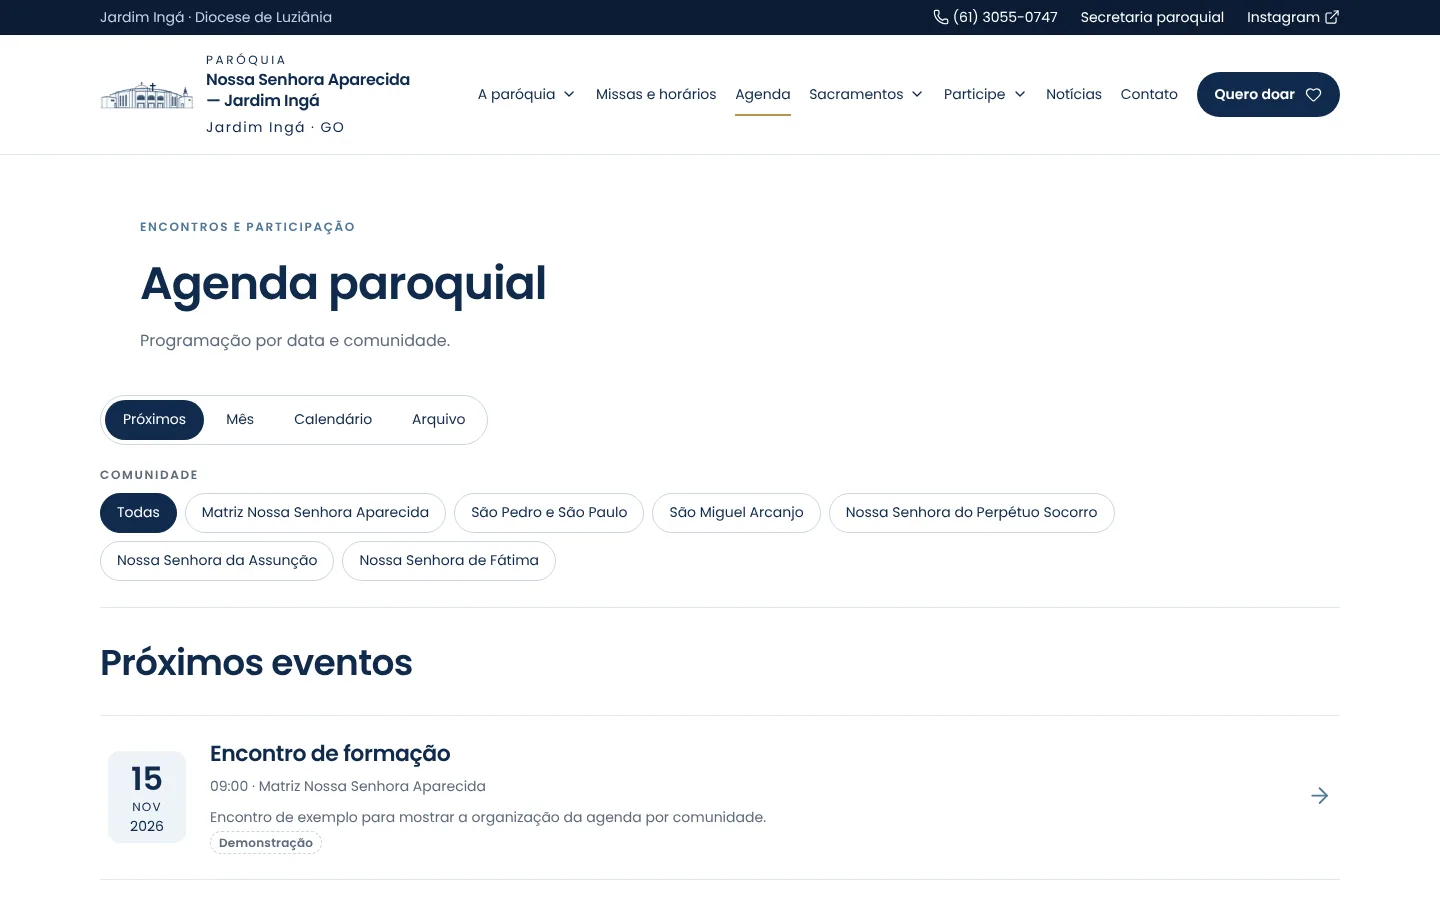 Jardim Ingá · Diocese de Luziânia
(61) 3055-0747 Secretaria paroquial Instagram
PARÓQUIA
Nossa Senhora Aparecida
— Jardim Ingá
Jardim Ingá · GO
A paróquia Missas e horários Agenda Sacramentos Participe Notícias Contato Quero doar
ENCONTROS E PARTICIPAÇÃO
Agenda paroquial
Programação por data e comunidade.
Próximos Mês Calendário Arquivo
COMUNIDADE
Todas Matriz Nossa Senhora Aparecida São Pedro e São Paulo São Miguel Arcanjo Nossa Senhora do Perpétuo Socorro
Nossa Senhora da Assunção Nossa Senhora de Fátima
Próximos eventos
15
NOV
2026
Encontro de formação
09:00 · Matriz Nossa Senhora Aparecida
Encontro de exemplo para mostrar a organização da agenda por comunidade.
Demonstração